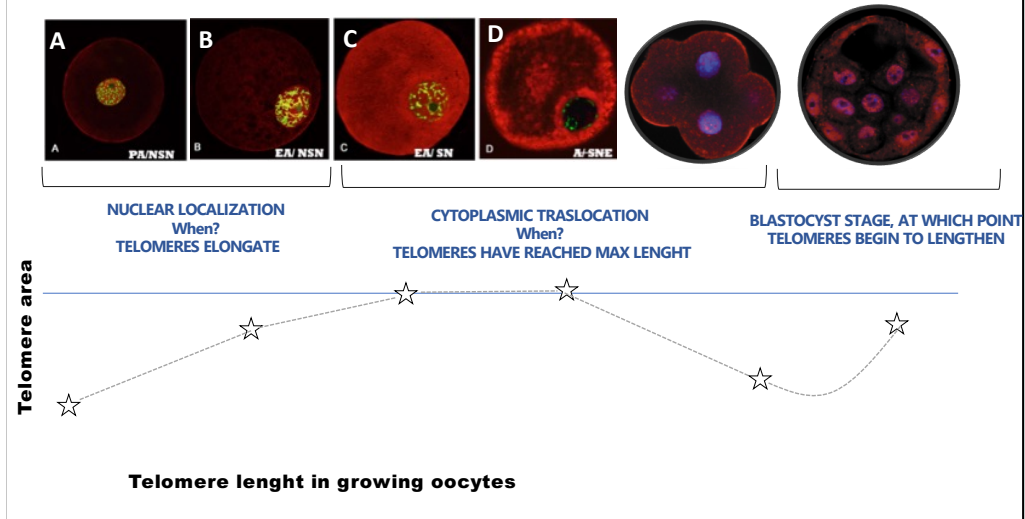 A
B
C
D
A
PA/NSN
B
EA/ NSN
C
EA/ SN
D
A/-SNE
NUCLEAR LOCALIZATION
When?
TELOMERES ELONGATE
CYTOPLASMIC TRASLOCATION
When?
TELOMERES HAVE REACHED MAX LENGHT
BLASTOCYST STAGE, AT WHICH POINT
TELOMERES BEGIN TO LENGTHEN
Telomere area
Telomere lenght in growing oocytes